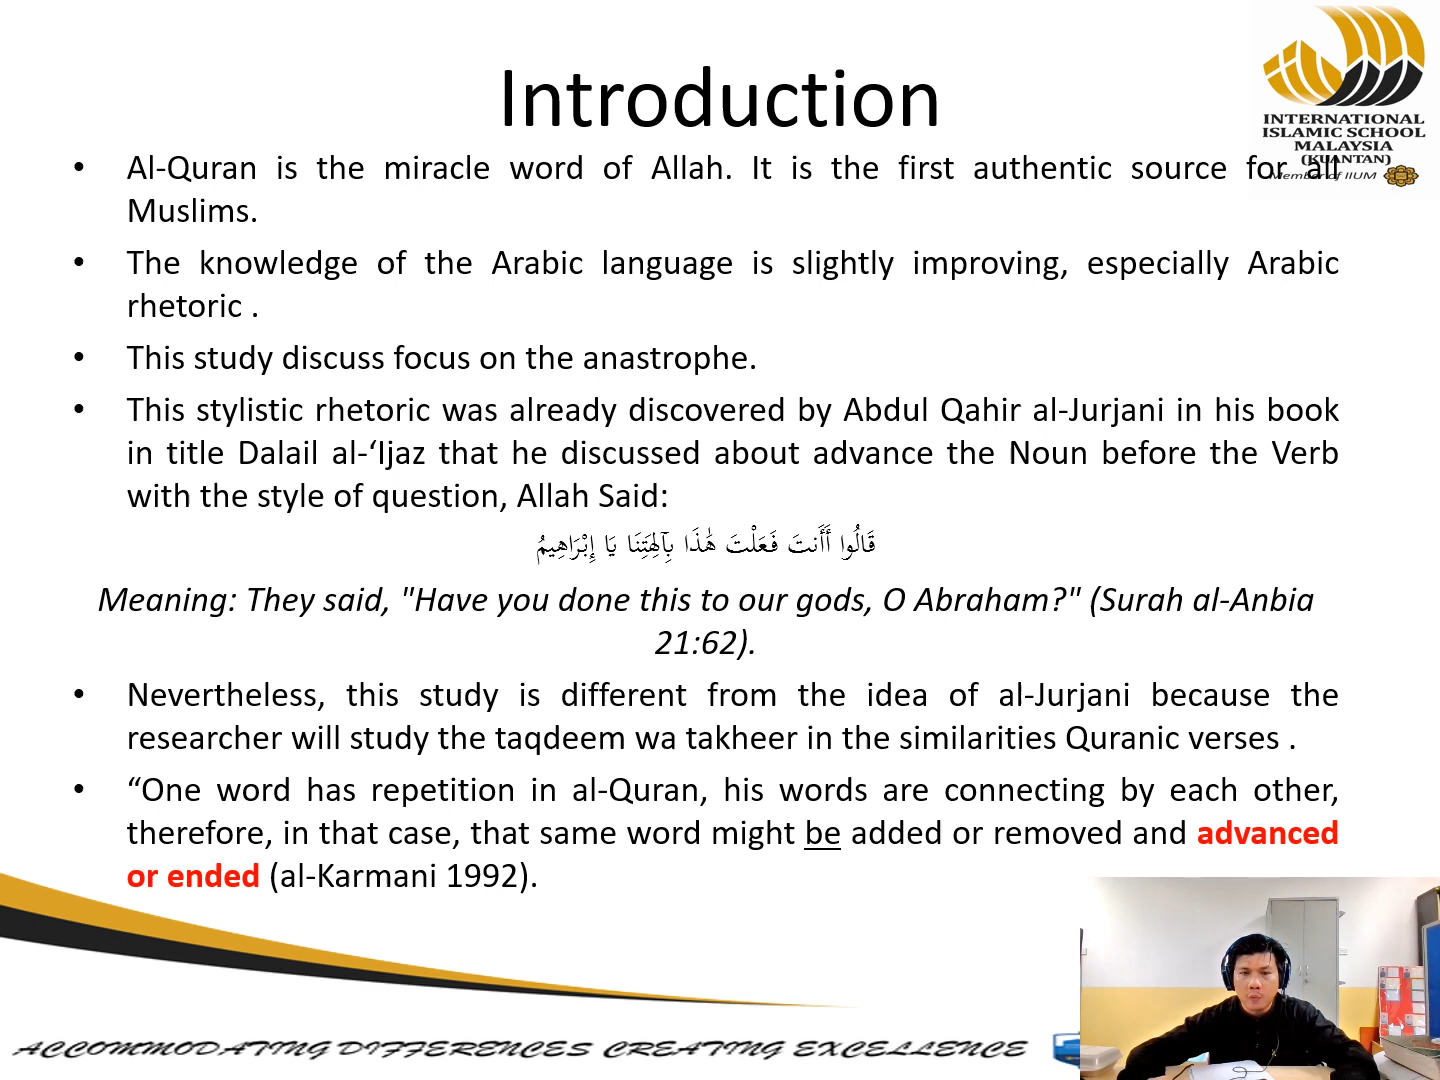 Introduction
INTERNATIONAL
ISLAMIC SCHOOL
MALAYSIA
(KUANTAN)
Member of IIUM
• Al-Quran is the miracle word of Allah. It is the first authentic source for all
Muslims.
• The knowledge of the Arabic language is slightly improving, especially Arabic
rhetoric .
• This study discuss focus on the anastrophe.
• This stylistic rhetoric was already discovered by Abdul Qahir al-Jurjani in his book
in title Dalail al-‘Ijaz that he discussed about advance the Noun before the Verb
with the style of question, Allah Said:
قَالُوا أَأَنتَ فَعَلْتَ هَٰذَا بِآلِهَتِنَا يَا إِبْرَاهِيمُ
Meaning: They said, "Have you done this to our gods, O Abraham?" (Surah al-Anbia
21:62).
• Nevertheless, this study is different from the idea of al-Jurjani because the
researcher will study the taqdeem wa takheer in the similarities Quranic verses .
• “One word has repetition in al-Quran, his words are connecting by each other,
therefore, in that case, that same word might be added or removed and advanced
or ended (al-Karmani 1992).
ACCOMMODATING DIFFERENCES CREATING EXCELLENCE